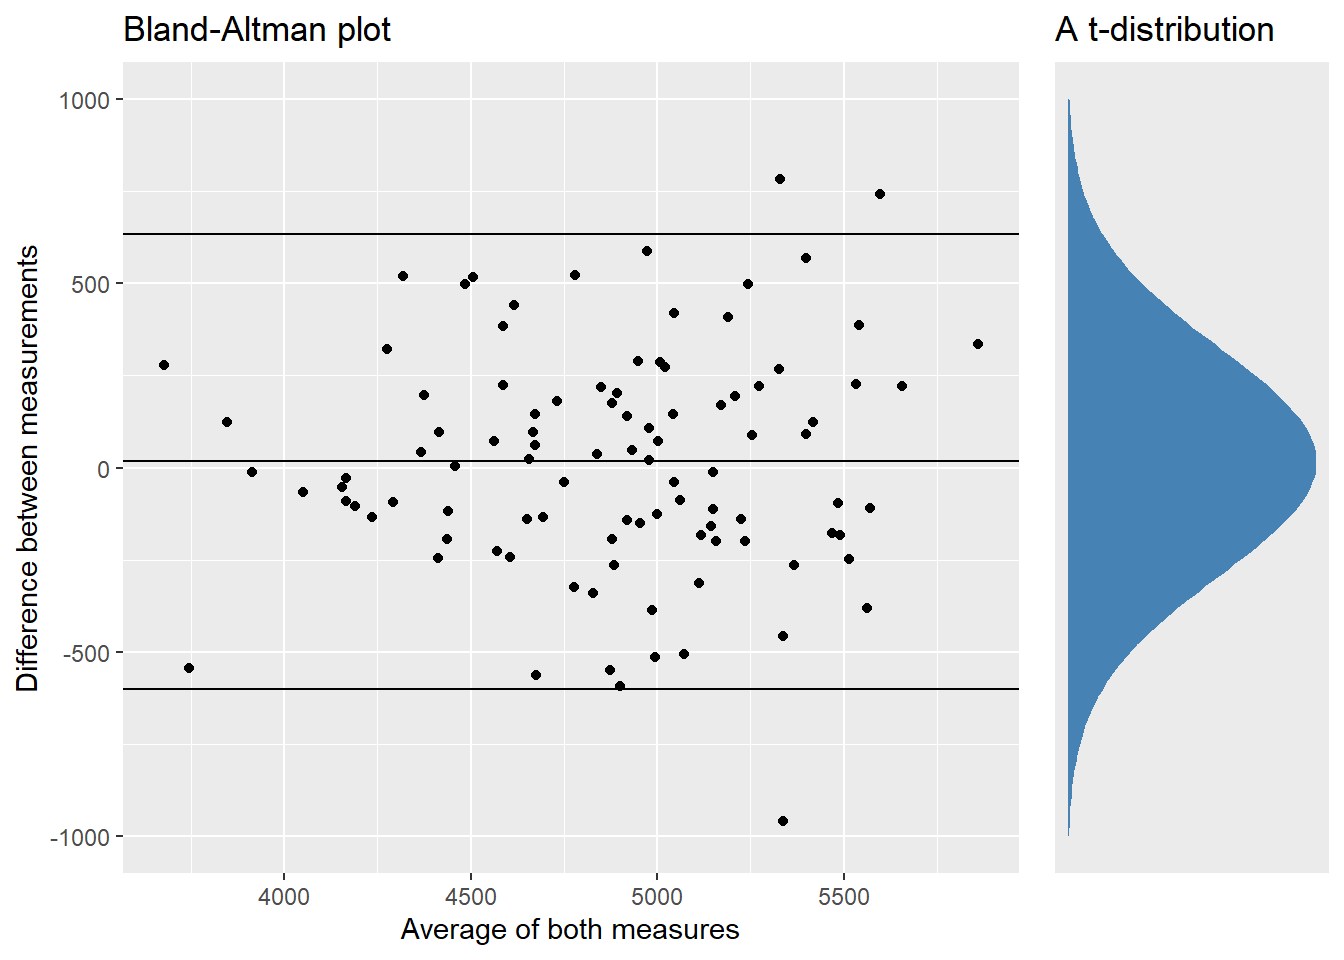 Bland-Altman plot
A t-distribution
Difference between measurements
1000
500
0
-500
-1000
4000
4500
5000
5500
Average of both measures